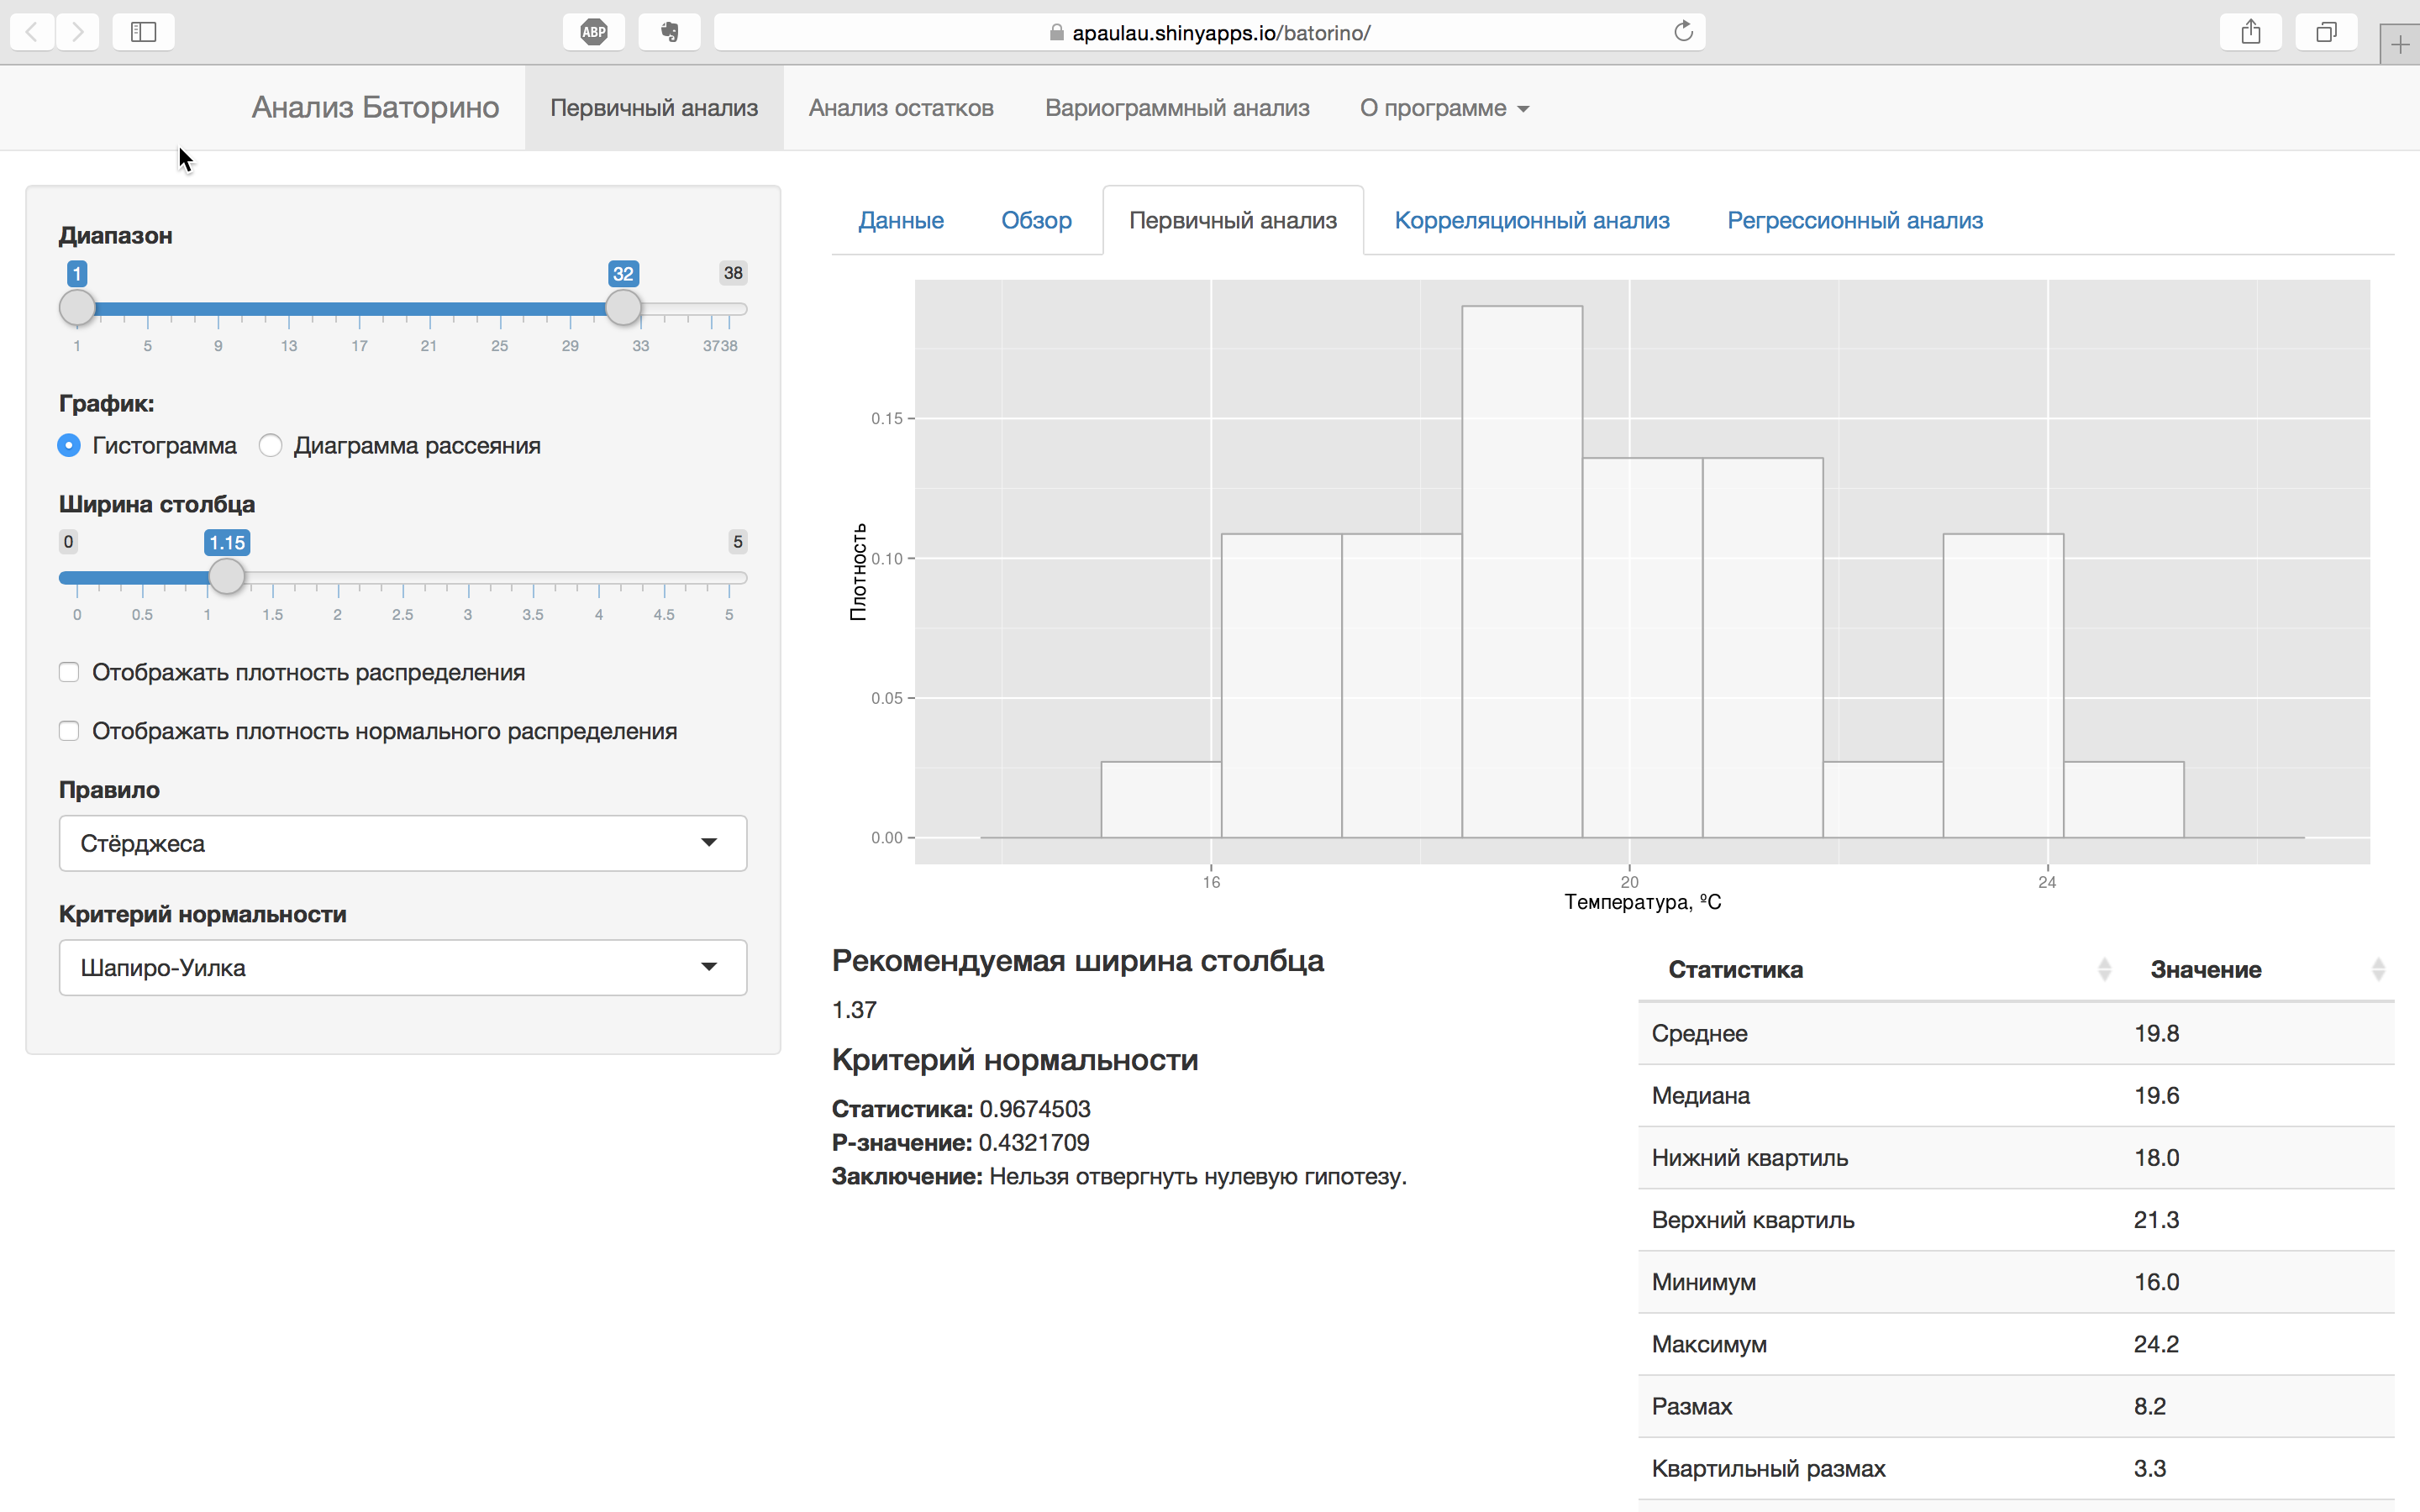 ABP
apaulau.shinyapps.io/batorino/
Анализ Баторино Первичный анализ Анализ остатков Вариограммный анализ О программе
Диапазон
1 32 38
1 5 9 13 17 21 25 29 33 37 38
График:
Гистограмма Диаграмма рассеяния
Ширина столбца
0 1.15 5
0 0.5 1 1.5 2 2.5 3 3.5 4 4.5 5
Отображать плотность распределения
Отображать плотность нормального распределения
Правило
Стёрджеса
Критерий нормальности
Шапиро-Уилка
Данные Обзор Первичный анализ Корреляционный анализ Регрессионный анализ
Плотность
0.15
0.10
0.05
0.00
16 20 24
Температура, ºC
Рекомендуемая ширина столбца
1.37
Критерий нормальности
Статистика: 0.9674503
P-значение: 0.4321709
Заключение: Нельзя отвергнуть нулевую гипотезу.
Статистика Значение
Среднее 19.8
Медиана 19.6
Нижний квартиль 18.0
Верхний квартиль 21.3
Минимум 16.0
Максимум 24.2
Размах 8.2
Квартильный размах 3.3